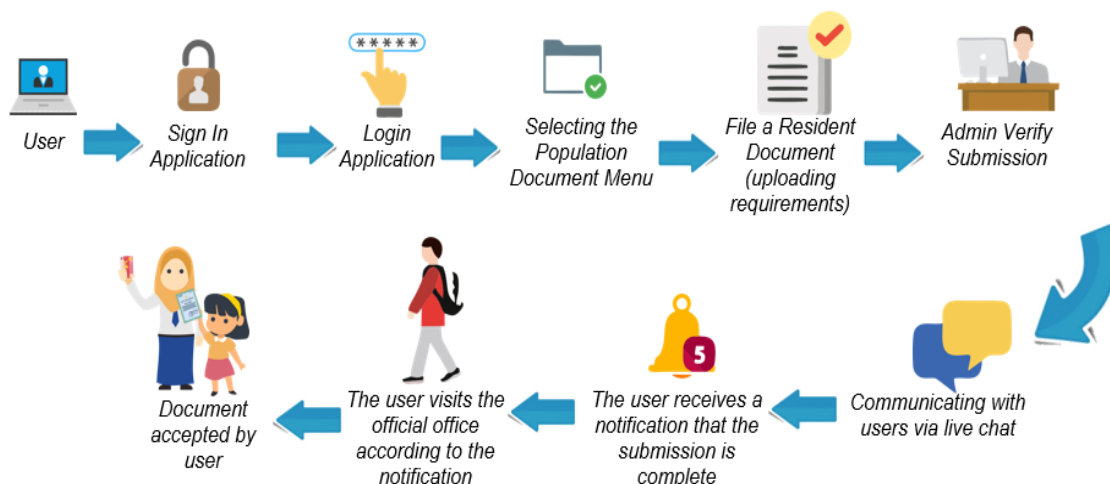 *****
User
Sign In
Application
Login
Application
Selecting the
Population
Document Menu
File a Resident
Document
(uploading
requirements)
Admin Verify
Submission
Communicating with
users via live chat
5
The user receives a
notification that the
submission is
complete
The user visits the
official office
according to the
notification
Document
accepted by
user